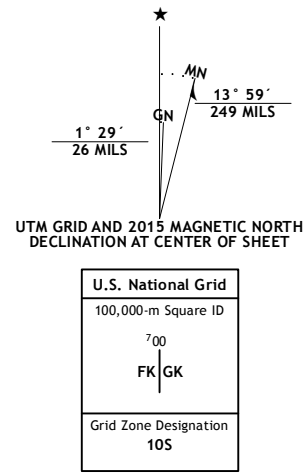 ★
MN
GN
1° 29´
26 MILS
13° 59´
249 MILS
UTM GRID AND 2015 MAGNETIC NORTH
DECLINATION AT CENTER OF SHEET
U.S. National Grid
100,000-m Square ID
⁷00
FK GK
Grid Zone Designation
10S